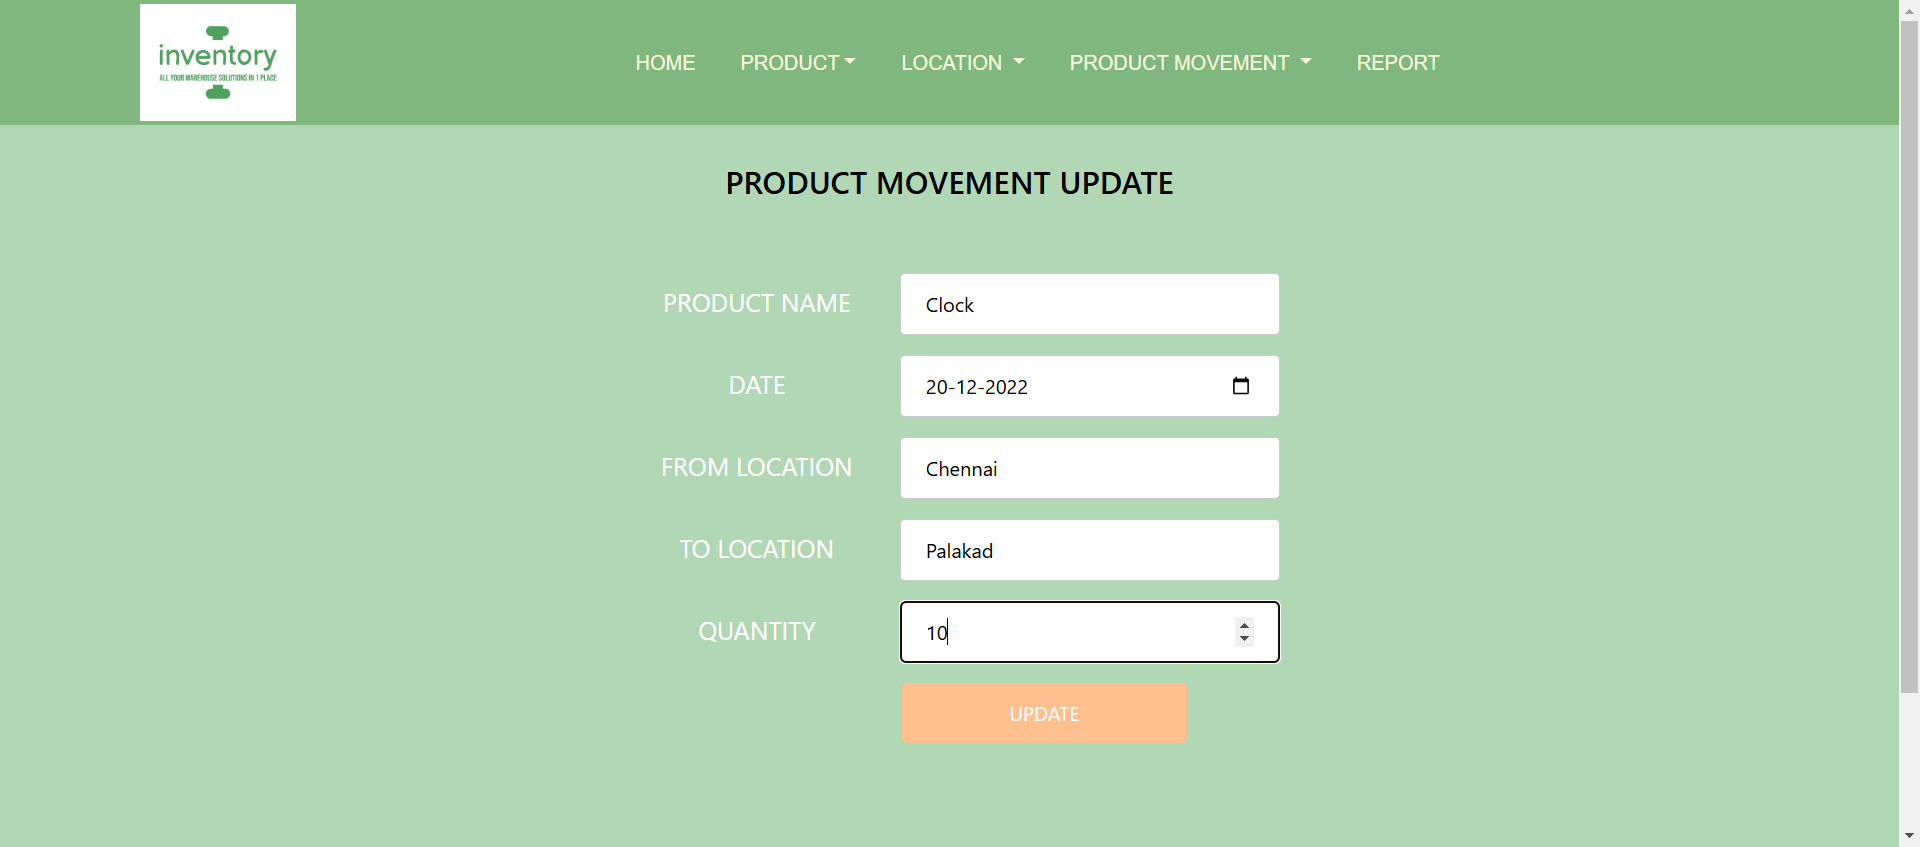 inventory
ALL YOUR WAREHOUSE SOLUTIONS IN 1 PLACE
HOME PRODUCT LOCATION PRODUCT MOVEMENT REPORT
PRODUCT MOVEMENT UPDATE
PRODUCT NAME Clock
DATE 20-12-2022
FROM LOCATION Chennai
TO LOCATION Palakad
QUANTITY 10
UPDATE